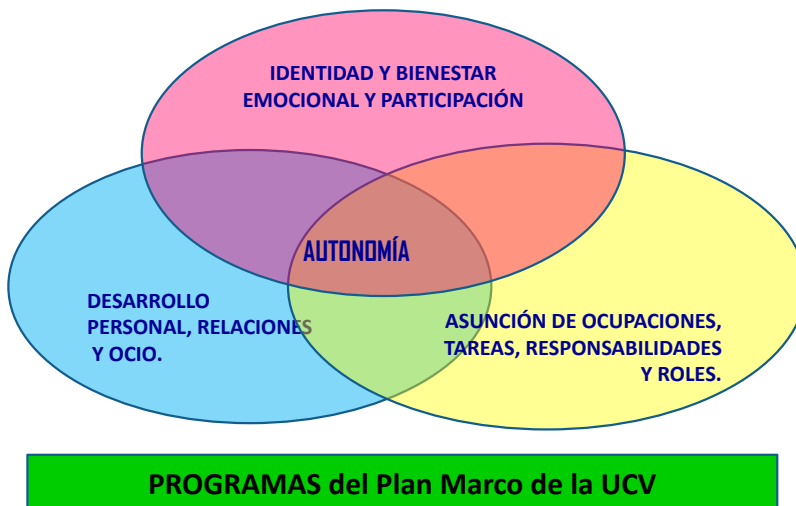 IDENTIDAD Y BIENESTAR
EMOCIONAL Y PARTICIPACIÓN
AUTONOMÍA
DESARROLLO
PERSONAL, RELACIONES
Y OCIO.
ASUNCIÓN DE OCUPACIONES,
TAREAS, RESPONSABILIDADES
Y ROLES.
PROGRAMAS del Plan Marco de la UCV